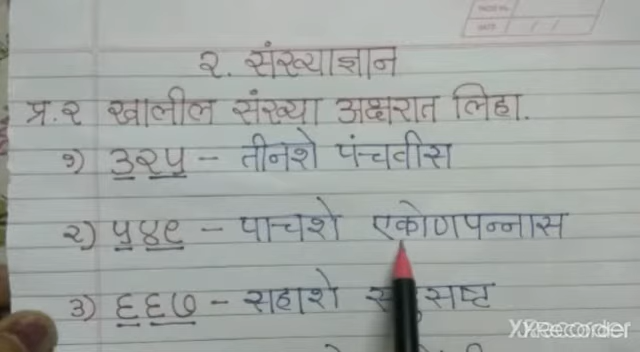 २. संख्याज्ञान
प्र.२ खालील संख्या अक्षरात लिहा.
१) ३२५ - तीनशे पंचवीस
२) ५४९ - पाचशे एकोणपन्नास
३) ६६७ - सहाशे
XRecorder